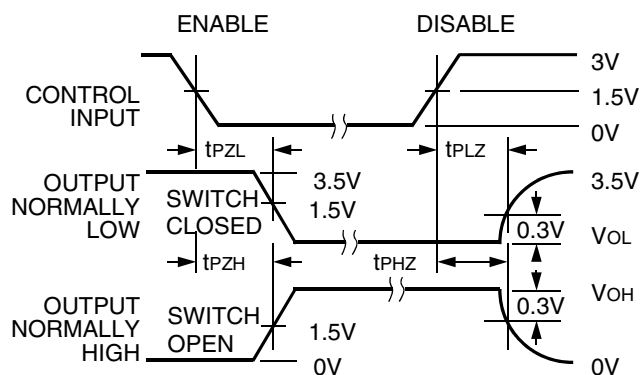 ENABLE DISABLE
3V
CONTROL
INPUT
1.5V
0V
tPZL tPLZ
OUTPUT
NORMALLY
LOW
SWITCH
CLOSED
3.5V
1.5V
3.5V
0.3V
VOL
tPZH tPHZ
OUTPUT
NORMALLY
HIGH
SWITCH
OPEN
1.5V
0V
0.3V
VOH
0V